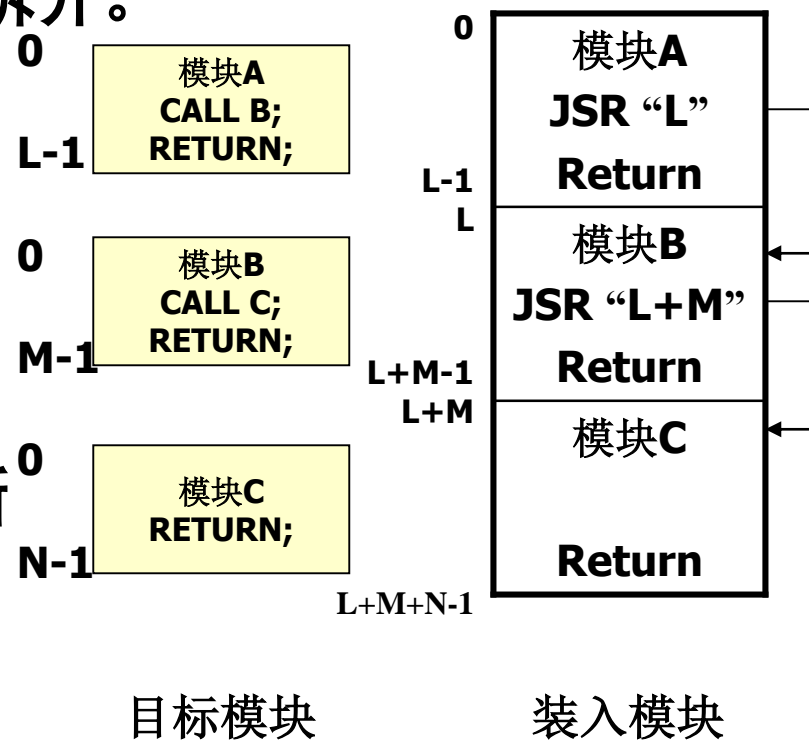 拆开。
0
模块A
CALL B;
RETURN;
L-1
0
模块B
CALL C;
RETURN;
M-1
0
模块C
RETURN;
N-1
目标模块
0
模块A
JSR “L”
Return
L-1
L
模块B
JSR “L+M”
Return
L+M-1
L+M
模块C
Return
L+M+N-1
装入模块